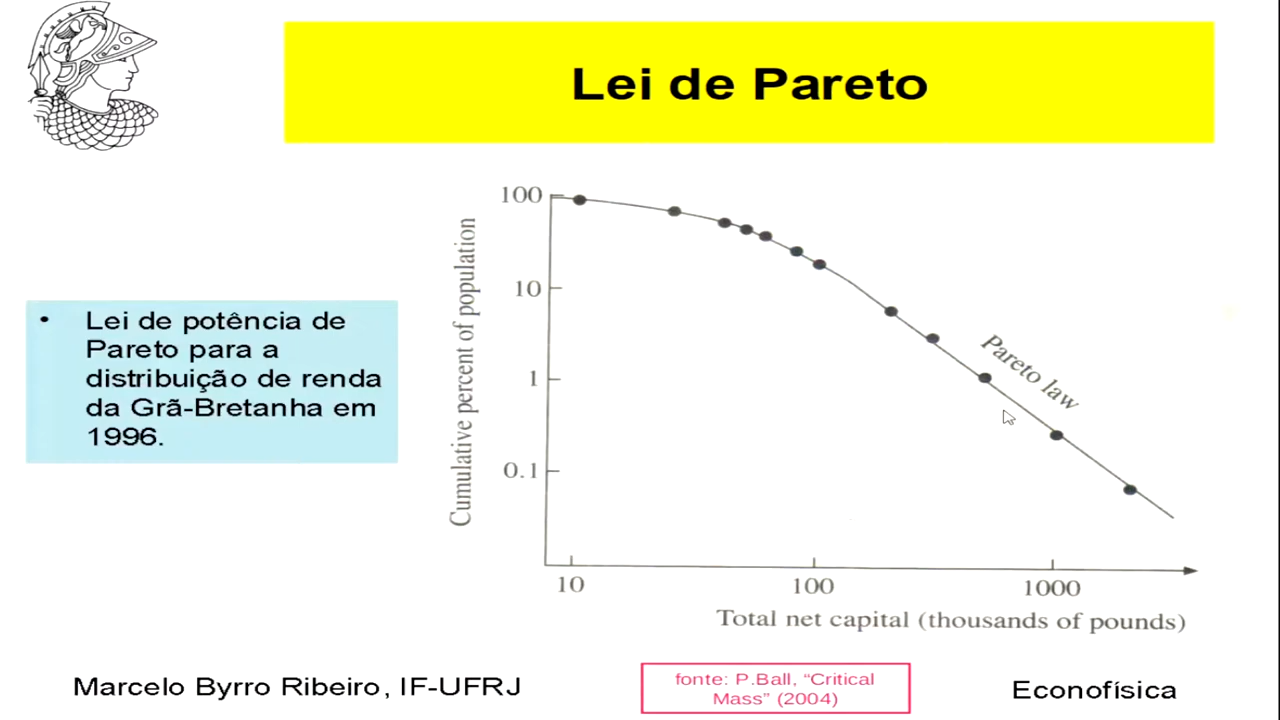 Lei de Pareto
• Lei de potência de
Pareto para a
distribuição de renda
da Grã-Bretanha em
1996.
Cumulative percent of population
100
10
1
0.1
Pareto law
10
100
1000
Total net capital (thousands of pounds)
Marcelo Byrro Ribeiro, IF-UFRJ
fonte: P.Ball, “Critical
Mass” (2004)
Econofísica